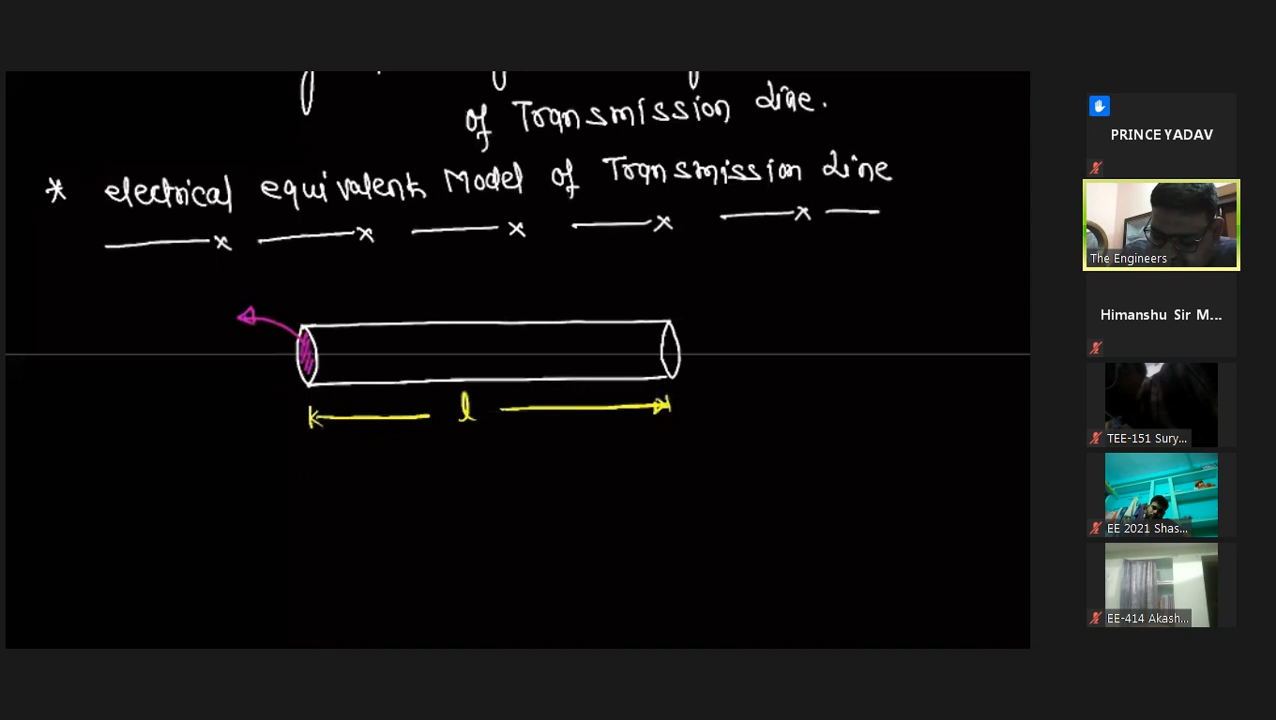 of Transmission Line.
* electrical equivalent Model of Transmission Line
l
PRINCE YADAV
The Engineers
Himanshu Sir M...
TEE-151 Sury...
EE 2021 Shas...
EE-414 Akash...